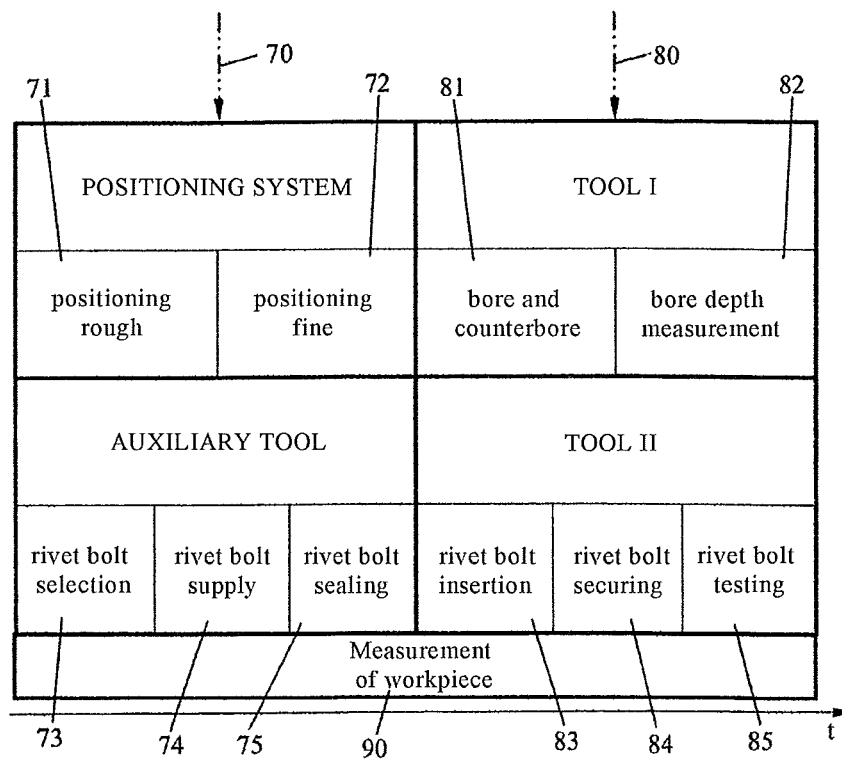 70
80
71
72
81
82
POSITIONING SYSTEM
TOOL I
positioning
rough
positioning
fine
bore and
counterbore
bore depth
measurement
AUXILIARY TOOL
TOOL II
rivet bolt
selection
rivet bolt
supply
rivet bolt
sealing
rivet bolt
insertion
rivet bolt
securing
rivet bolt
testing
Measurement
of workpiece
t
73
74
75
90
83
84
85